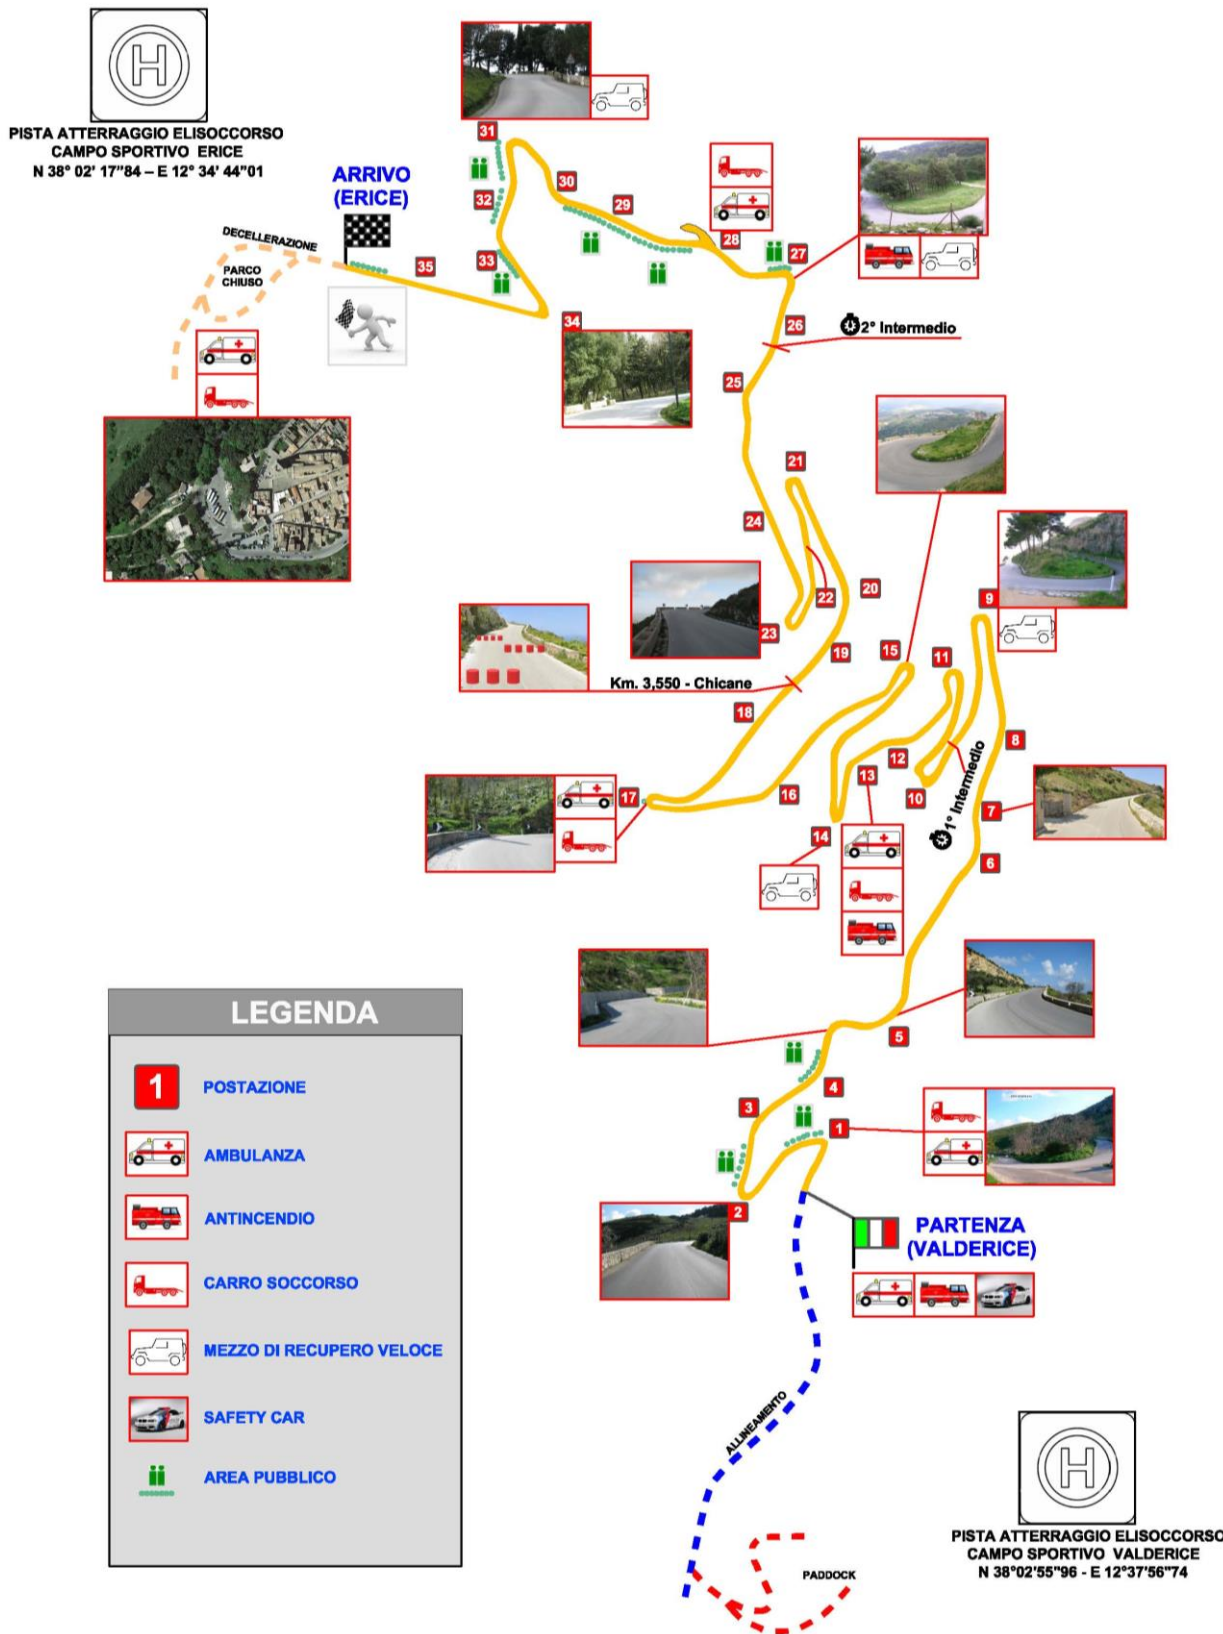 H
PISTA ATTERRAGGIO ELISOCCORSO
CAMPO SPORTIVO ERICE
N 38° 02' 17"84 – E 12° 34' 44"01
ARRIVO
(ERICE)
DECELLERAZIONE
PARCO
CHIUSO
31
32
33
30
29
28
27
35
34
26
2° Intermedio
25
21
24
22
20
23
19
9
15
11
Km. 3,550 - Chicane
18
8
12
13
10
1° Intermedio
17
16
7
14
6
5
4
3
1
2
PARTENZA
(VALDERICE)
ALLINEAMENTO
PADDOCK
LEGENDA
1 POSTAZIONE
AMBULANZA
ANTINCENDIO
CARRO SOCCORSO
MEZZO DI RECUPERO VELOCE
SAFETY CAR
AREA PUBBLICO
H
PISTA ATTERRAGGIO ELISOCCORSO
CAMPO SPORTIVO VALDERICE
N 38°02'55"96 - E 12°37'56"74